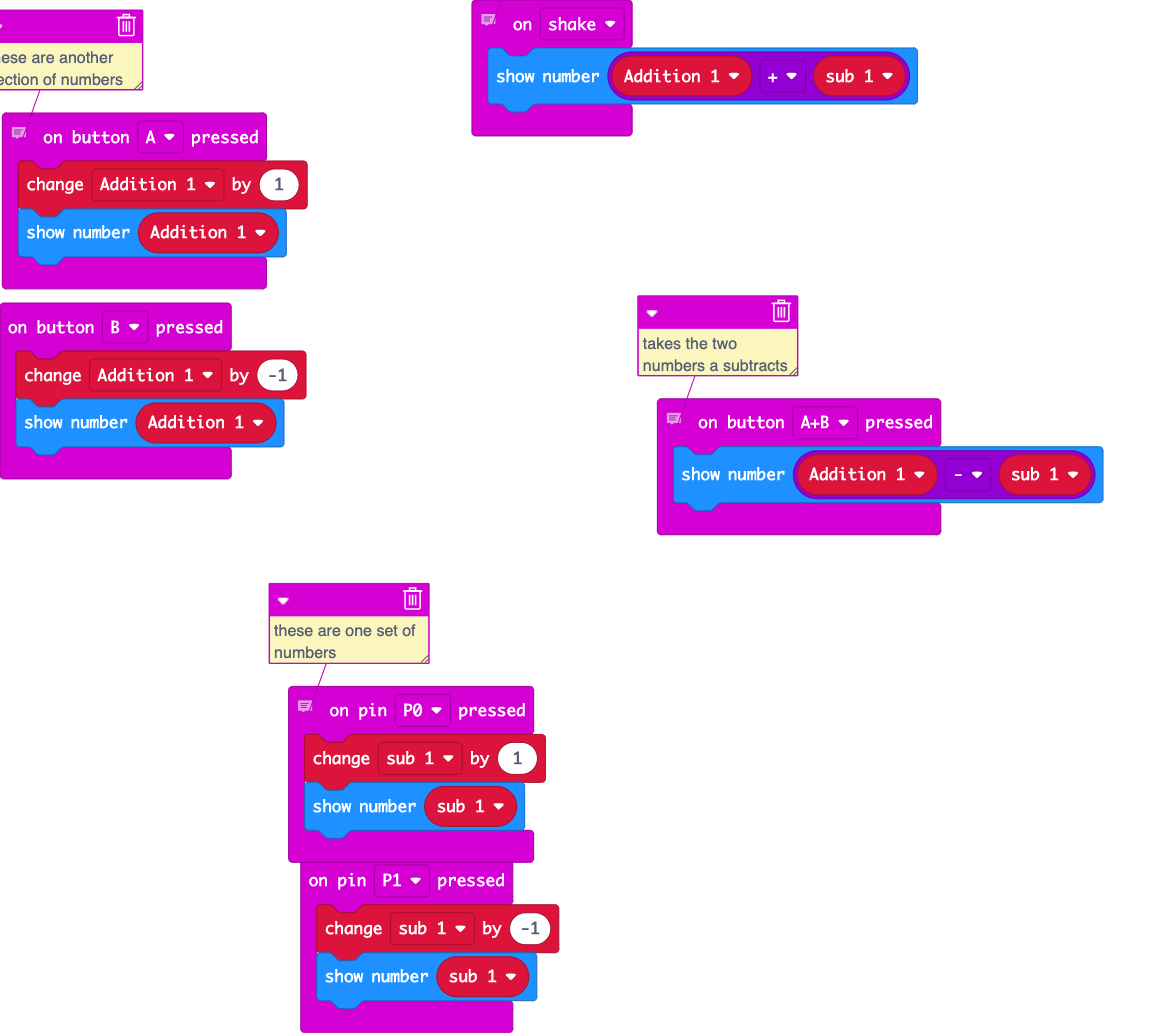 ese are another
ection of numbers
on button A pressed
change Addition 1 by 1
show number Addition 1
on button B pressed
change Addition 1 by -1
show number Addition 1
on shake
show number Addition 1 + sub 1
takes the two
numbers a subtracts
on button A+B pressed
show number Addition 1 - sub 1
these are one set of
numbers
on pin P0 pressed
change sub 1 by 1
show number sub 1
on pin P1 pressed
change sub 1 by -1
show number sub 1